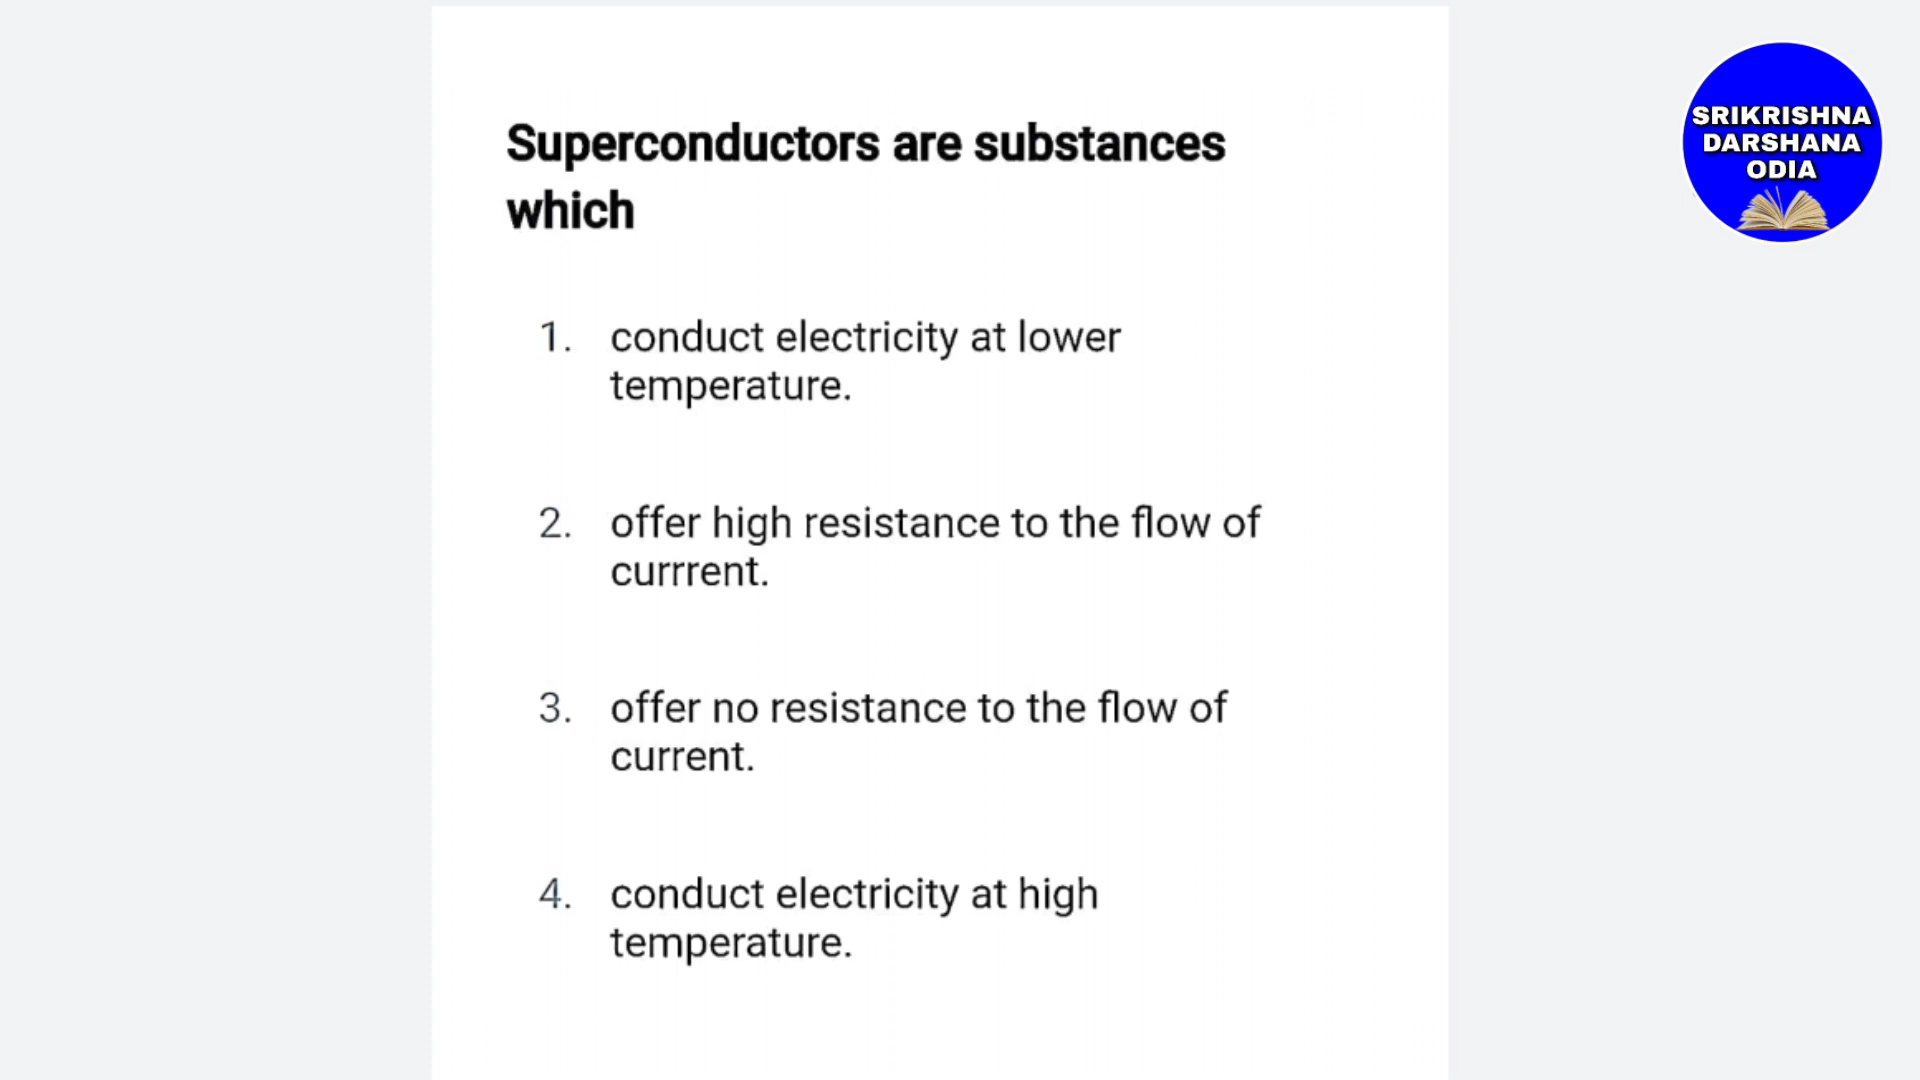 Superconductors are substances
which
1. conduct electricity at lower
temperature.
2. offer high resistance to the flow of
currrent.
3. offer no resistance to the flow of
current.
4. conduct electricity at high
temperature.
SRIKRISHNA
DARSHANA
ODIA